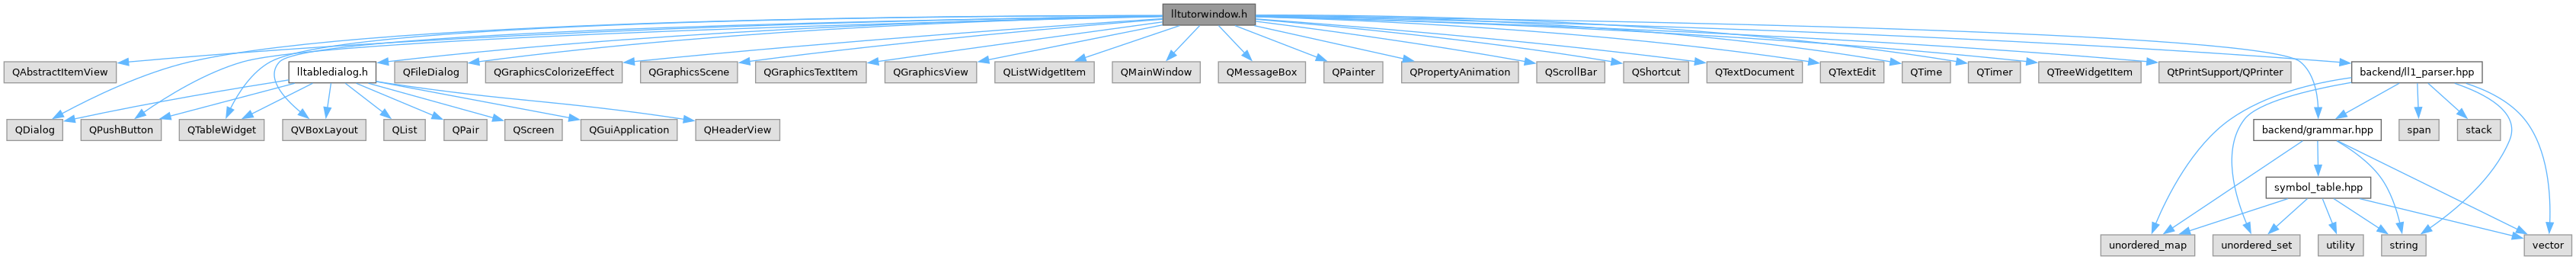 lltutorwindow.h
QAbstractItemView
lltabledialog.h
QFileDialog
QGraphicsColorizeEffect
QGraphicsScene
QGraphicsTextItem
QGraphicsView
QListWidgetItem
QMainWindow
QMessageBox
QPainter
QPropertyAnimation
QScrollBar
QShortcut
QTextDocument
QTextEdit
QTime
QTimer
QTreeWidgetItem
QtPrintSupport/QPrinter
backend/ll1_parser.hpp
QDialog
QPushButton
QTableWidget
QVBoxLayout
QList
QPair
QScreen
QGuiApplication
QHeaderView
backend/grammar.hpp
span
stack
symbol_table.hpp
unordered_map
unordered_set
utility
string
vector